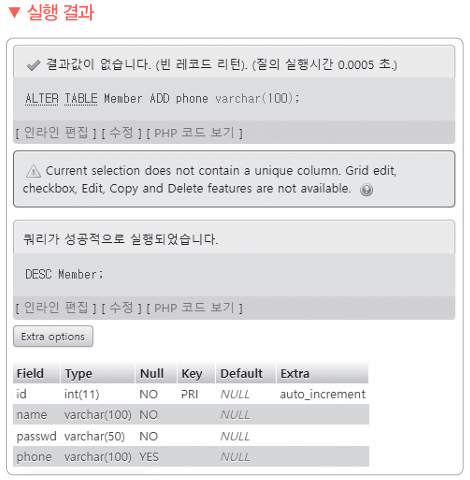 ▼ 실행 결과
결과값이 없습니다. (빈 레코드 리턴). (질의 실행시간 0.0005 초.)
ALTER TABLE Member ADD phone varchar(100);
[ 인라인 편집 ] [ 수정 ] [ PHP 코드 보기 ]
Current selection does not contain a unique column. Grid edit,
checkbox, Edit, Copy and Delete features are not available.
쿼리가 성공적으로 실행되었습니다.
DESC Member;
[ 인라인 편집 ] [ 수정 ] [ PHP 코드 보기 ]
Extra options
Field Type Null Key Default Extra
id int(11) NO PRI NULL auto_increment
name varchar(100) NO NULL
passwd varchar(50) NO NULL
phone varchar(100) YES NULL